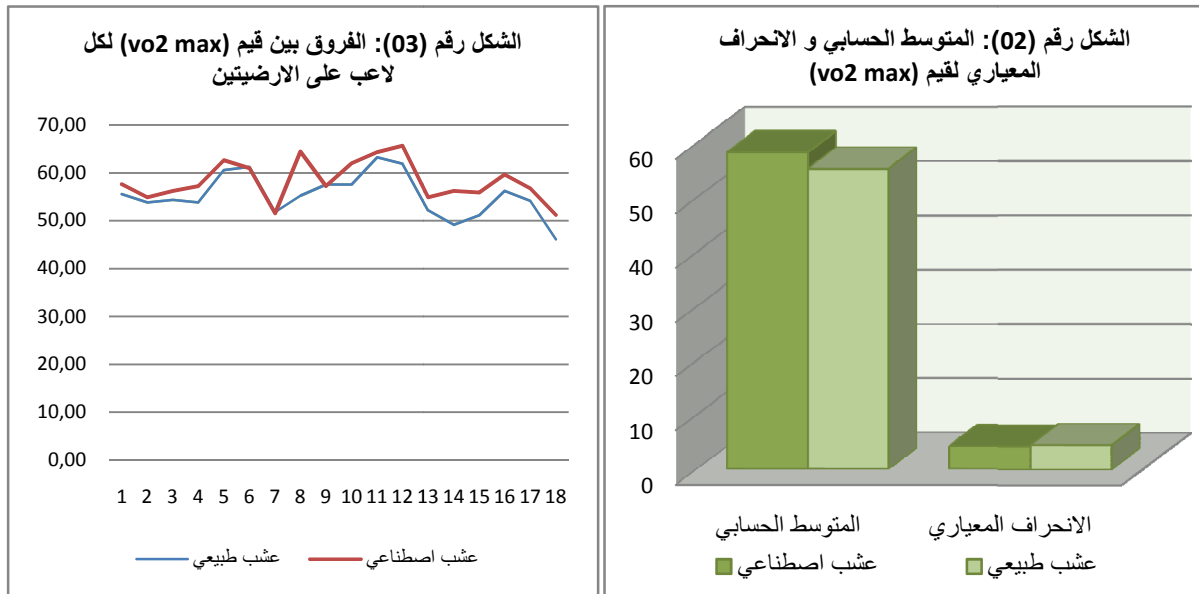 الشكل رقم (03): الفروق بين قيم (vo2 max) لكل
لاعب على الارضيتين
70,00
60,00
50,00
40,00
30,00
20,00
10,00
0,00
1 2 3 4 5 6 7 8 9 10 11 12 13 14 15 16 17 18
عشب طبيعي
عشب اصطناعي
الشكل رقم (02): المتوسط الحسابي و الانحراف
المعياري لقيم (vo2 max)
60
50
40
30
20
10
0
المتوسط الحسابي
الانحراف المعياري
عشب اصطناعي
عشب طبيعي